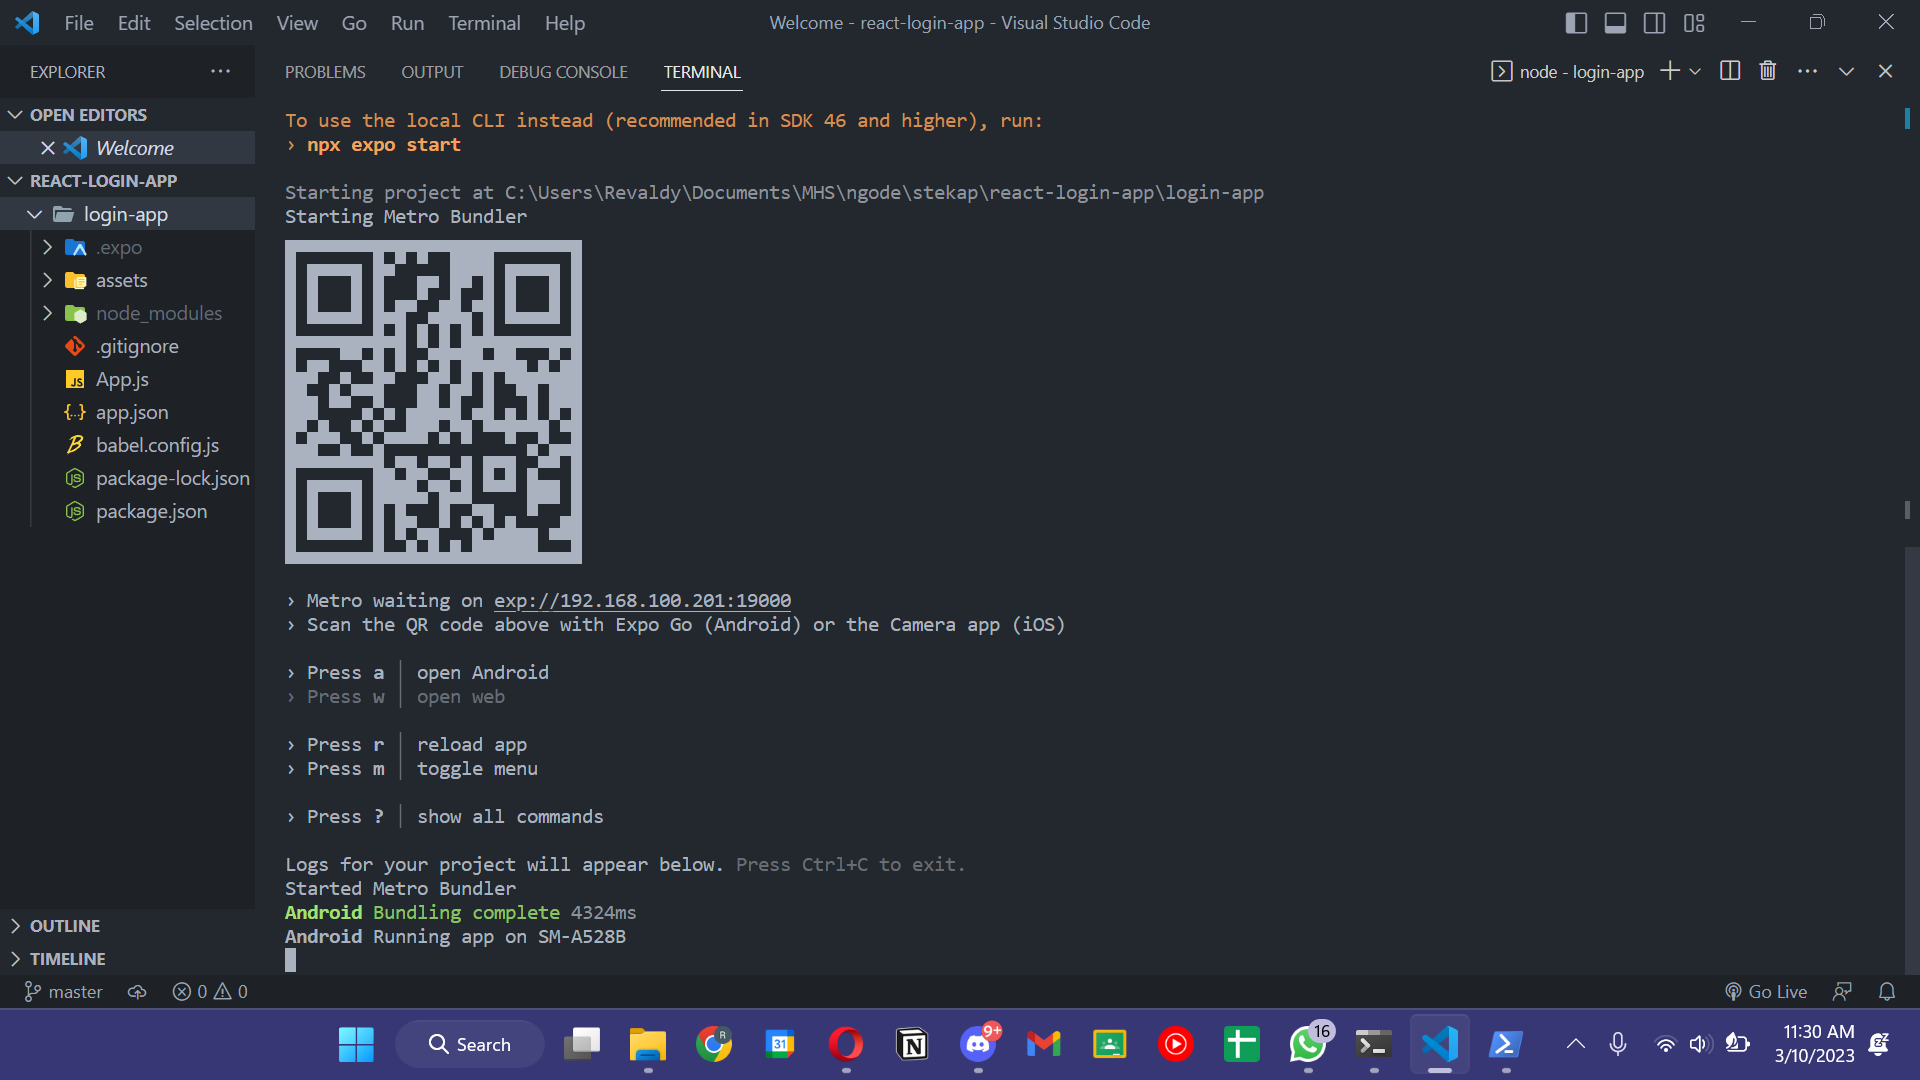 File Edit Selection View Go Run Terminal Help
Welcome - react-login-app - Visual Studio Code
EXPLORER
OPEN EDITORS
Welcome
REACT-LOGIN-APP
login-app
.expo
assets
node_modules
.gitignore
JS App.js
{..} app.json
babel.config.js
package-lock.json
package.json
OUTLINE
TIMELINE
PROBLEMS OUTPUT DEBUG CONSOLE TERMINAL
node - login-app
To use the local CLI instead (recommended in SDK 46 and higher), run:
› npx expo start
Starting project at C:\Users\Revaldy\Documents\MHS\ngode\stekap\react-login-app\login-app
Starting Metro Bundler
› Metro waiting on exp://192.168.100.201:19000
› Scan the QR code above with Expo Go (Android) or the Camera app (iOS)
› Press a │ open Android
› Press w │ open web
› Press r │ reload app
› Press m │ toggle menu
› Press ? │ show all commands
Logs for your project will appear below. Press Ctrl+C to exit.
Started Metro Bundler
Android Bundling complete 4324ms
Android Running app on SM-A528B
master 0 0
Go Live
Search
R
31
9+
16
11:30 AM
3/10/2023